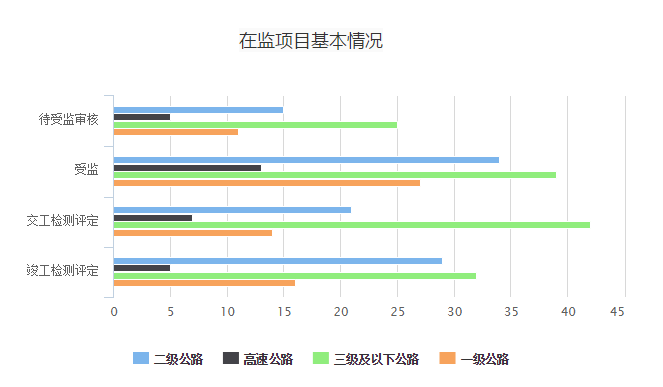 在监项目基本情况
待受监审核
受监
交工检测评定
竣工检测评定
0 5 10 15 20 25 30 35 40 45
二级公路 高速公路 三级及以下公路 一级公路